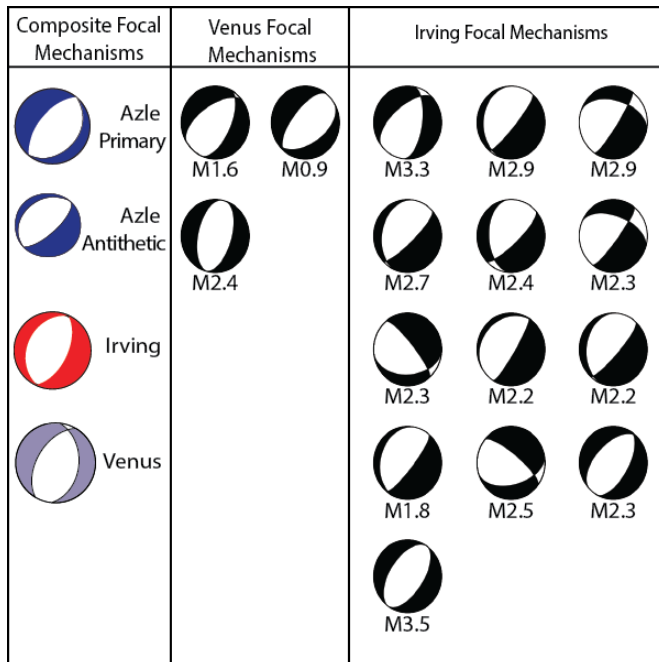 Composite Focal
Mechanisms
Venus Focal
Mechanisms
Irving Focal Mechanisms
Azle
Primary
M1.6
M0.9
M3.3
M2.9
M2.9
Azle
Antithetic
M2.4
M2.7
M2.4
M2.3
Irving
M2.3
M2.2
M2.2
Venus
M1.8
M2.5
M2.3
M3.5